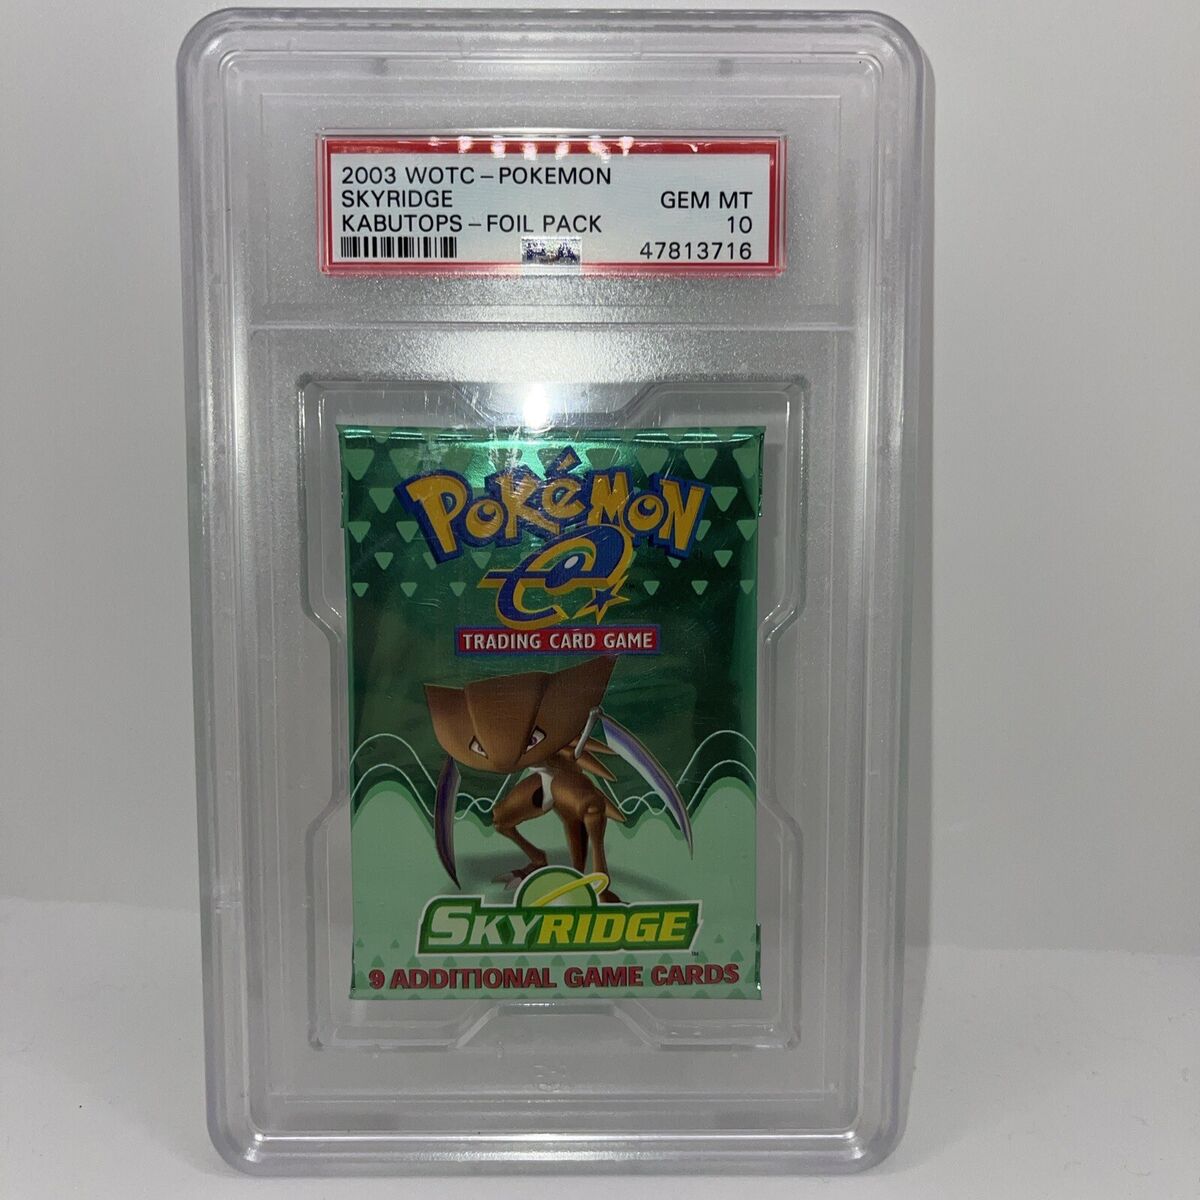 2003 WOTC-POKEMON
SKYRIDGE GEM MT
KABUTOPS-FOIL PACK 10
PSA 47813716
POKéMON
e
TRADING CARD GAME
SKYRIDGE
TM
9 ADDITIONAL GAME CARDS